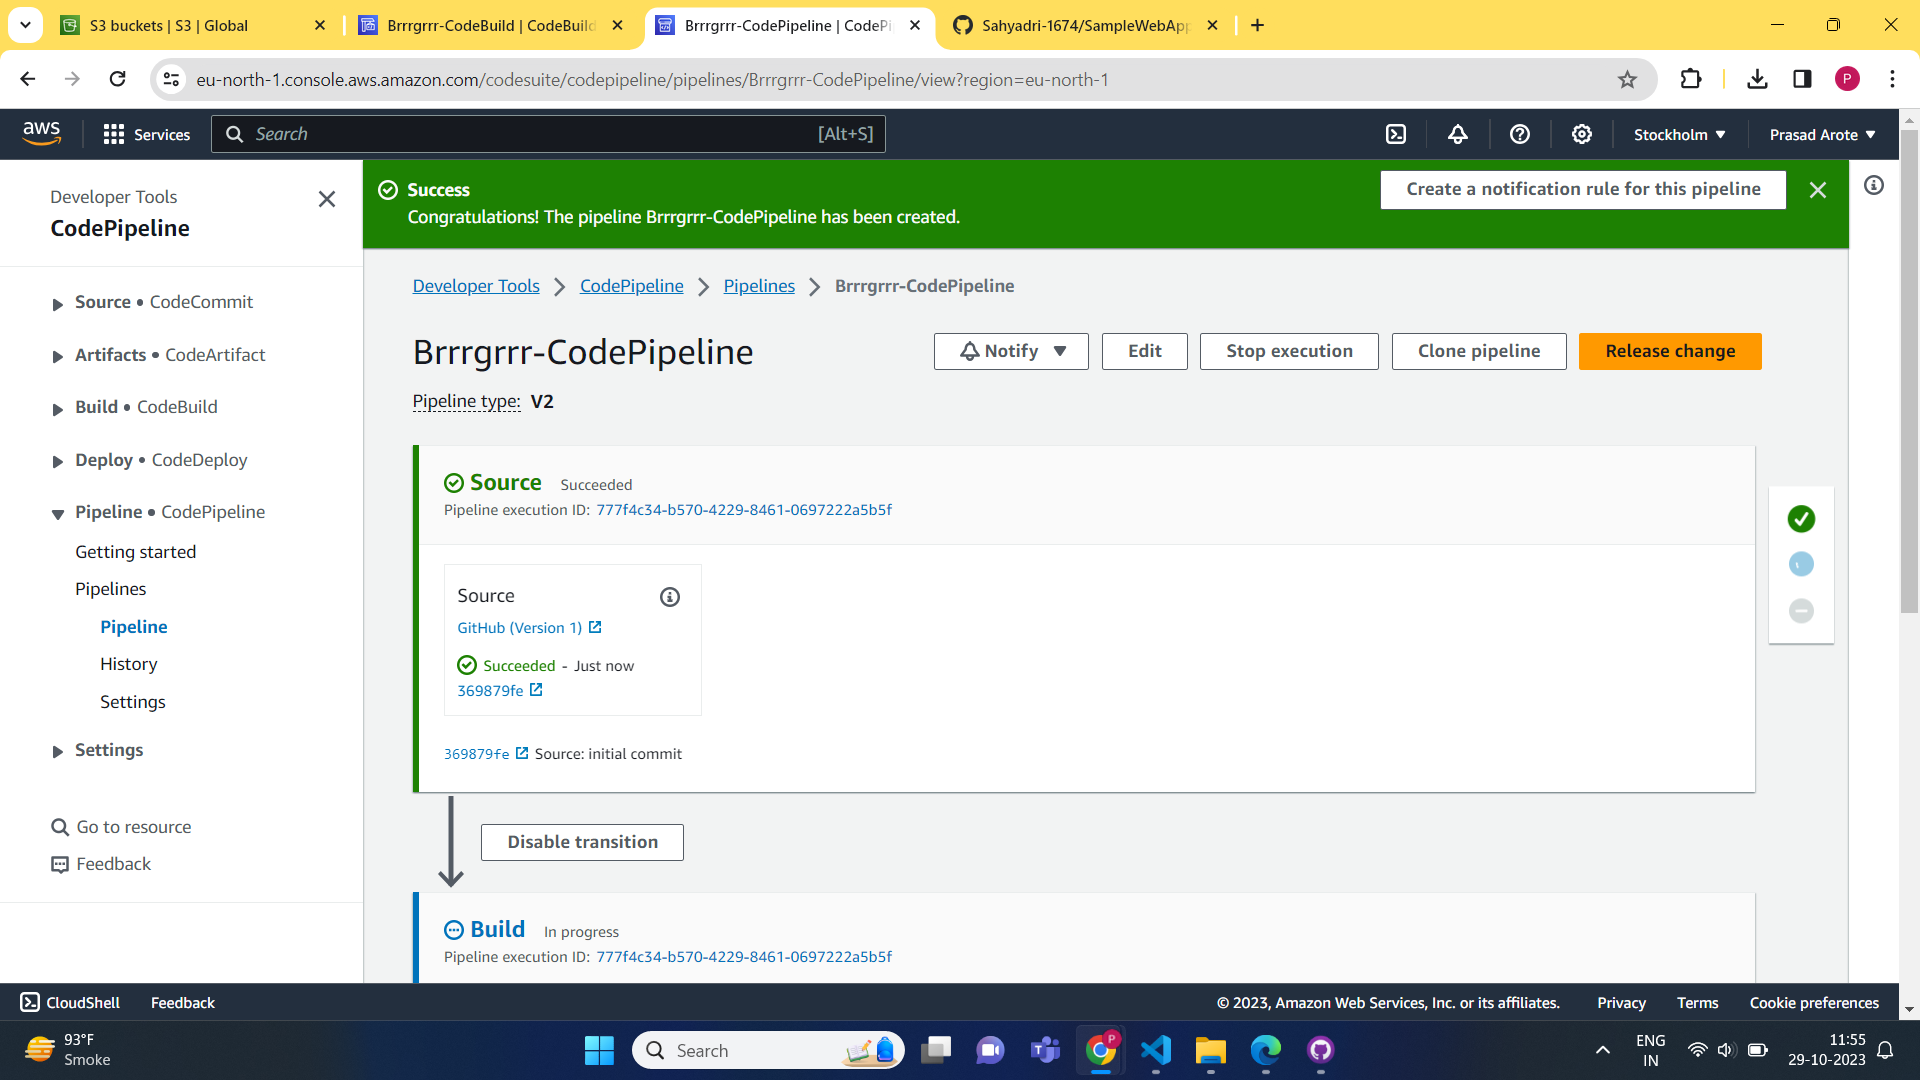 S3 buckets | S3 | Global
Brrrgrrr-CodeBuild | CodeBuild
Brrrgrrr-CodePipeline | CodePi
Sahyadri-1674/SampleWebApp
eu-north-1.console.aws.amazon.com/codesuite/codepipeline/pipelines/Brrrgrrr-CodePipeline/view?region=eu-north-1
P
aws
Services
Search
[Alt+S]
Stockholm
Prasad Arote
Developer Tools
CodePipeline
Source • CodeCommit
Artifacts • CodeArtifact
Build • CodeBuild
Deploy • CodeDeploy
Pipeline • CodePipeline
Getting started
Pipelines
Pipeline
History
Settings
Settings
Go to resource
Feedback
Success
Congratulations! The pipeline Brrrgrrr-CodePipeline has been created.
Create a notification rule for this pipeline
Developer Tools
CodePipeline
Pipelines
Brrrgrrr-CodePipeline
Brrrgrrr-CodePipeline
Notify
Edit
Stop execution
Clone pipeline
Release change
Pipeline type: V2
Source Succeeded
Pipeline execution ID: 777f4c34-b570-4229-8461-0697222a5b5f
Source
GitHub (Version 1)
Succeeded - Just now
369879fe
369879fe Source: initial commit
Disable transition
Build In progress
Pipeline execution ID: 777f4c34-b570-4229-8461-0697222a5b5f
CloudShell
Feedback
© 2023, Amazon Web Services, Inc. or its affiliates.
Privacy
Terms
Cookie preferences
93°F
Smoke
Search
P
ENG
IN
11:55
29-10-2023